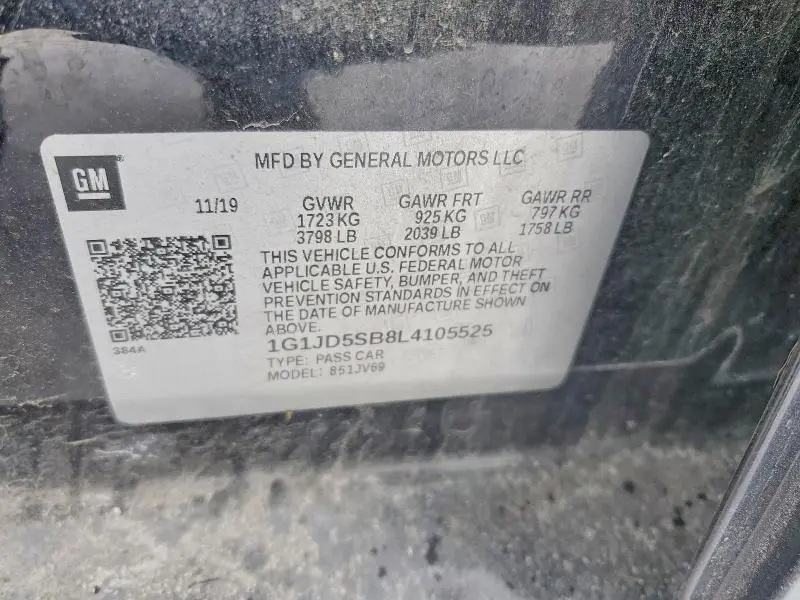 MFD BY GENERAL MOTORS LLC
GM
11/19 GVWR GAWR FRT GAWR RR
1723 KG 925 KG 797 KG
3798 LB 2039 LB 1758 LB
THIS VEHICLE CONFORMS TO ALL
APPLICABLE U.S. FEDERAL MOTOR
VEHICLE SAFETY, BUMPER, AND THEFT
PREVENTION STANDARDS IN EFFECT ON
THE DATE OF MANUFACTURE SHOWN
ABOVE.
384A
1G1JD5SB8L4105525
TYPE: PASS CAR
MODEL: 851JV69